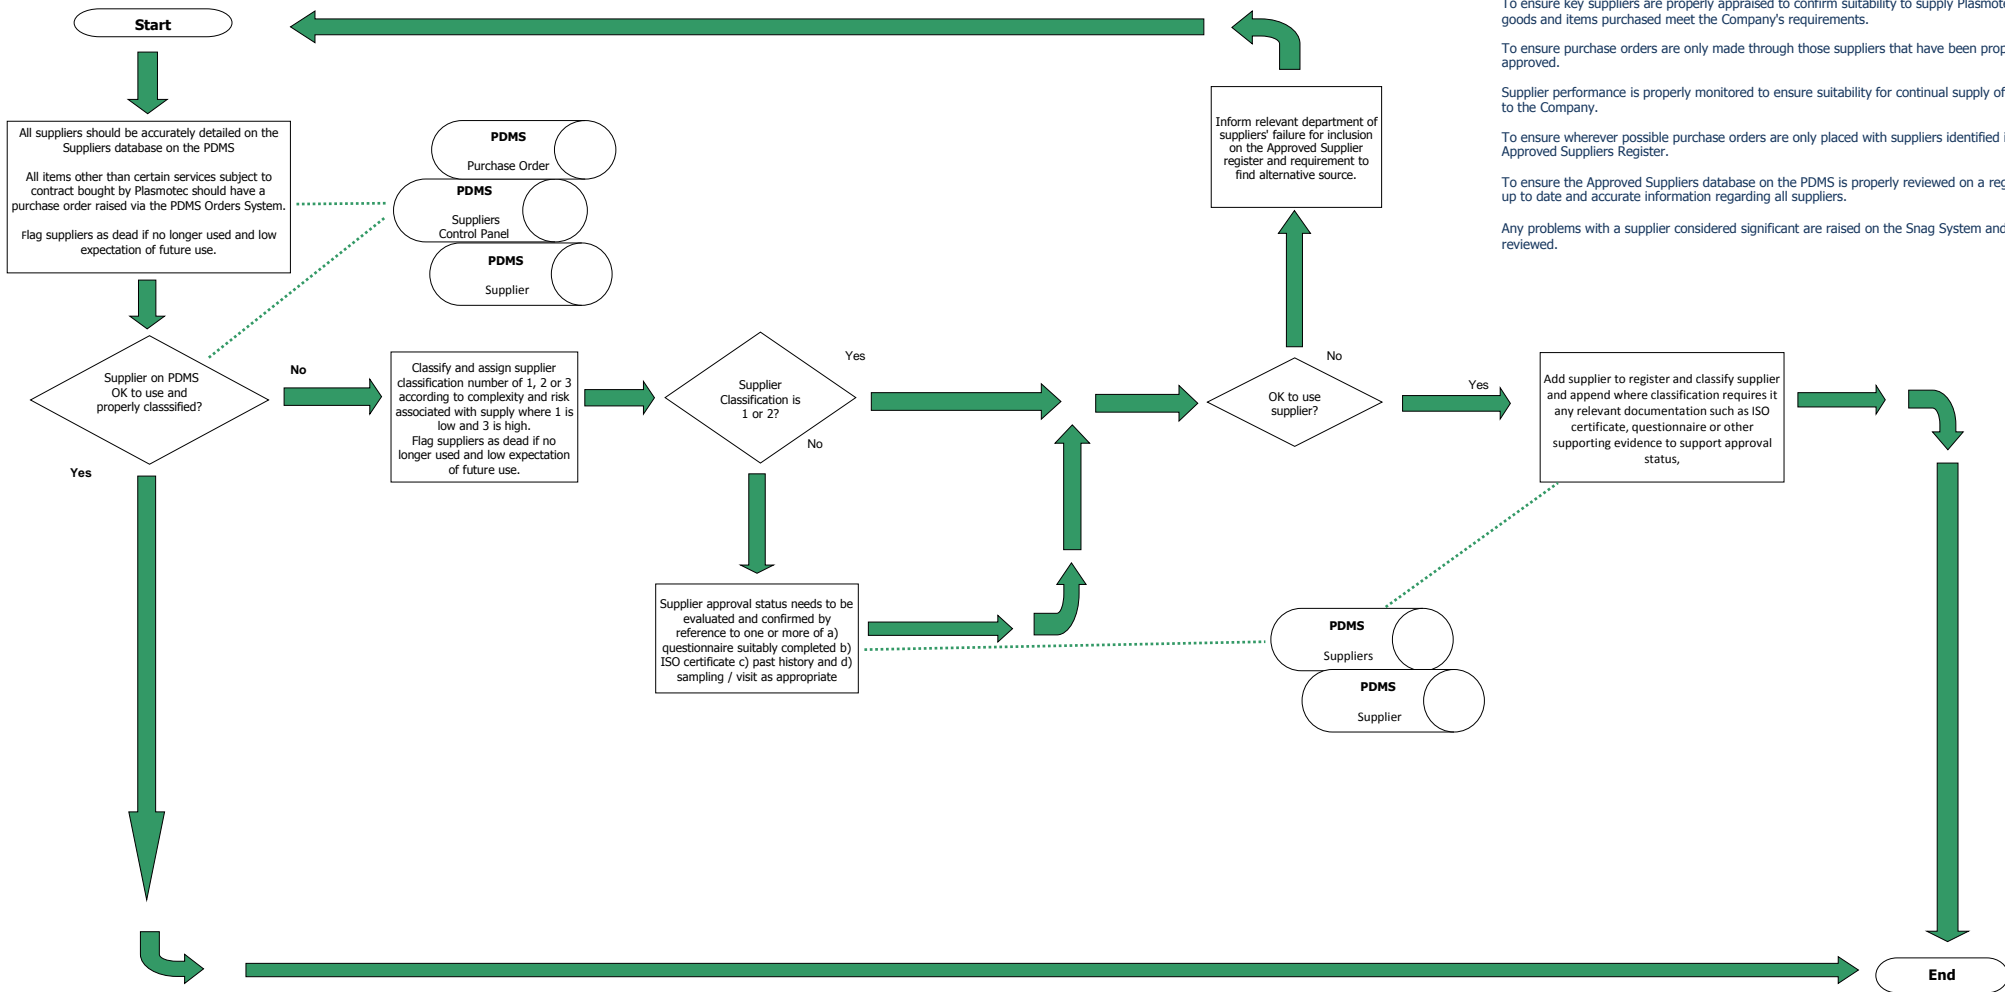 Start
To ensure key suppliers are properly appraised to confirm suitability to supply Plasmote
goods and items purchased meet the Company's requirements.
To ensure purchase orders are only made through those suppliers that have been prop
approved.
Supplier performance is properly monitored to ensure suitability for continual supply of
to the Company.
To ensure wherever possible purchase orders are only placed with suppliers identified i
Approved Suppliers Register.
To ensure the Approved Suppliers database on the PDMS is properly reviewed on a reg
up to date and accurate information regarding all suppliers.
Any problems with a supplier considered significant are raised on the Snag System and
reviewed.
All suppliers should be accurately detailed on the
Suppliers database on the PDMS
All items other than certain services subject to
contract bought by Plasmotec should have a
purchase order raised via the PDMS Orders System.
Flag suppliers as dead if no longer used and low
expectation of future use.
PDMS
Purchase Order
PDMS
Suppliers
Control Panel
PDMS
Supplier
Inform relevant department of
suppliers' failure for inclusion
on the Approved Supplier
register and requirement to
find alternative source.
Supplier on PDMS
OK to use and
properly classsified?
No
Yes
Classify and assign supplier
classification number of 1, 2 or 3
according to complexity and risk
associated with supply where 1 is
low and 3 is high.
Flag suppliers as dead if no
longer used and low expectation
of future use.
Supplier
Classification is
1 or 2?
Yes
No
OK to use
supplier?
No
Yes
Add supplier to register and classify supplier
and append where classification requires it
any relevant documentation such as ISO
certificate, questionnaire or other
supporting evidence to support approval
status,
Supplier approval status needs to be
evaluated and confirmed by
reference to one or more of a)
questionnaire suitably completed b)
ISO certificate c) past history and d)
sampling / visit as appropriate
PDMS
Suppliers
PDMS
Supplier
End